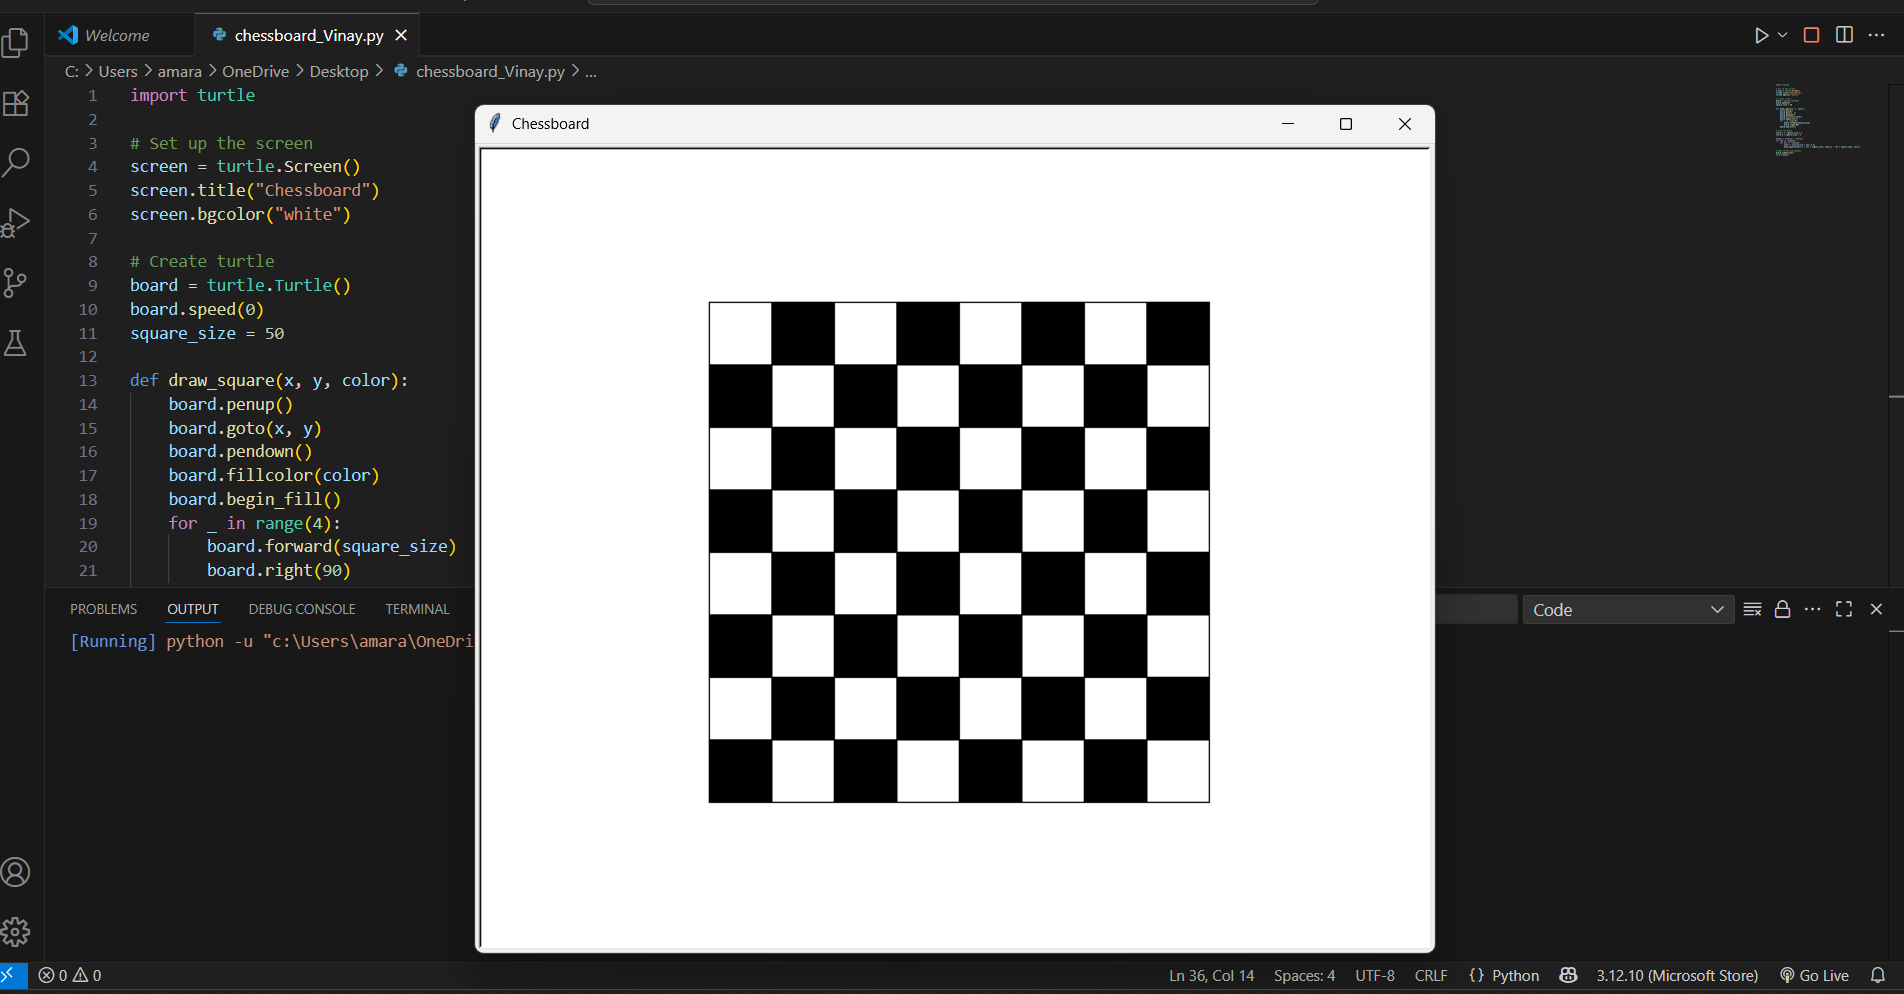 Welcome
chessboard_Vinay.py
C: > Users > amara > OneDrive > Desktop > chessboard_Vinay.py > ...
1 import turtle
2
3 # Set up the screen
4 screen = turtle.Screen()
5 screen.title("Chessboard")
6 screen.bgcolor("white")
7
8 # Create turtle
9 board = turtle.Turtle()
10 board.speed(0)
11 square_size = 50
12
13 def draw_square(x, y, color):
14 board.penup()
15 board.goto(x, y)
16 board.pendown()
17 board.fillcolor(color)
18 board.begin_fill()
19 for _ in range(4):
20 board.forward(square_size)
21 board.right(90)
Chessboard
PROBLEMS OUTPUT DEBUG CONSOLE TERMINAL
Code
[Running] python -u "c:\Users\amara\OneDri
0 0
Ln 36, Col 14 Spaces: 4 UTF-8 CRLF {} Python 3.12.10 (Microsoft Store) Go Live